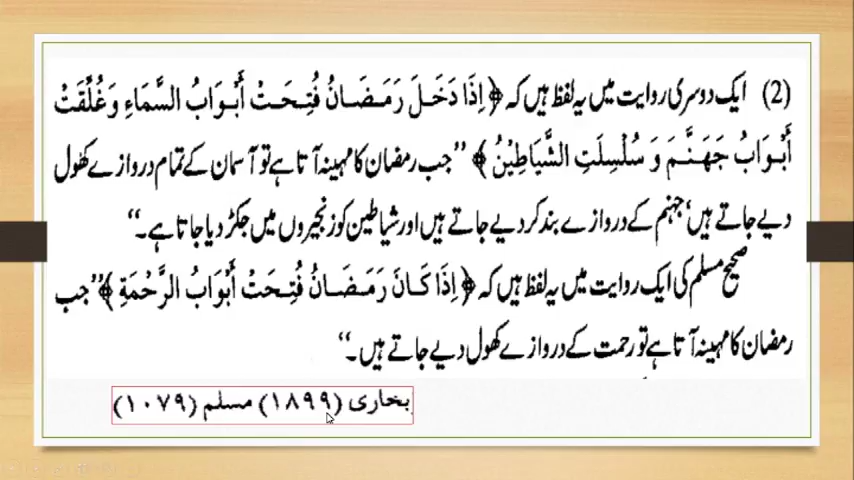 (2) ایک دوسری روایت میں یہ لفظ ہیں کہ ﴿ إِذَا دَخَلَ رَمَضَانُ فُتِحَتْ أَبْوَابُ السَّمَاءِ وَغُلِّقَتْ
أَبْوَابُ جَهَنَّمَ وَ سُلْسِلَتِ الشَّيَاطِيْنُ ﴾ ’’جب رمضان کا مہینہ آتا ہے تو آسمان کے تمام دروازے کھول
دیے جاتے ہیں‘ جہنم کے دروازے بند کر دیے جاتے ہیں اور شیاطین کو زنجیروں میں جکڑ دیا جاتا ہے۔‘‘
صحیح مسلم کی ایک روایت میں یہ لفظ ہیں کہ ﴿ إِذَا كَانَ رَمَضَانُ فُتِحَتْ أَبْوَابُ الرَّحْمَةِ ﴾ ’’جب
رمضان کا مہینہ آتا ہے تو رحمت کے دروازے کھول دیے جاتے ہیں۔‘‘
بخاری (۱۸۹۹) مسلم (۱۰۷۹)